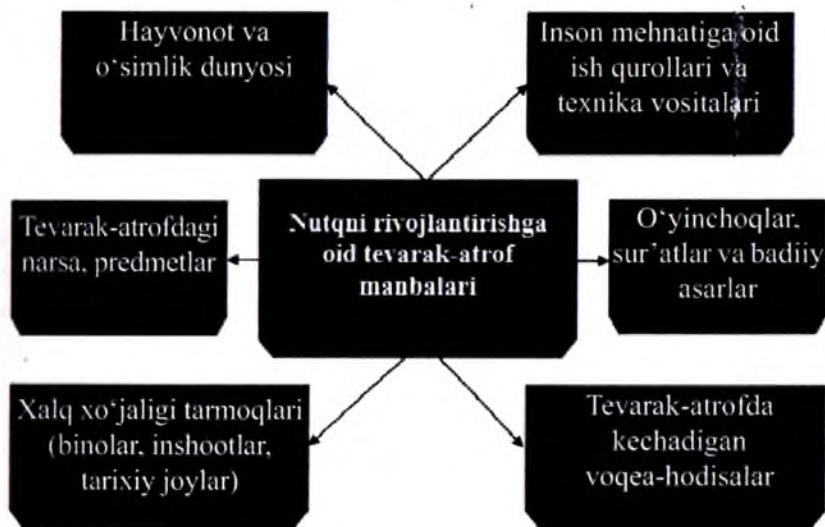 Hayvonot va
o‘simlik dunyosi
Inson mehnatiga oid
ish qurollari va
texnika vositalari
Nutqni rivojlantirishga
oid tevarak-atrof
manbalari
Tevarak-atrofdagi
narsa, predmetlar
O‘yinchoqlar,
sur’atlar va badiiy
asarlar
Xalq xo‘jaligi tarmoqlari
(binolar, inshootlar,
tarixiy joylar)
Tevarak-atrofda
kechadigan
voqea-hodisalar